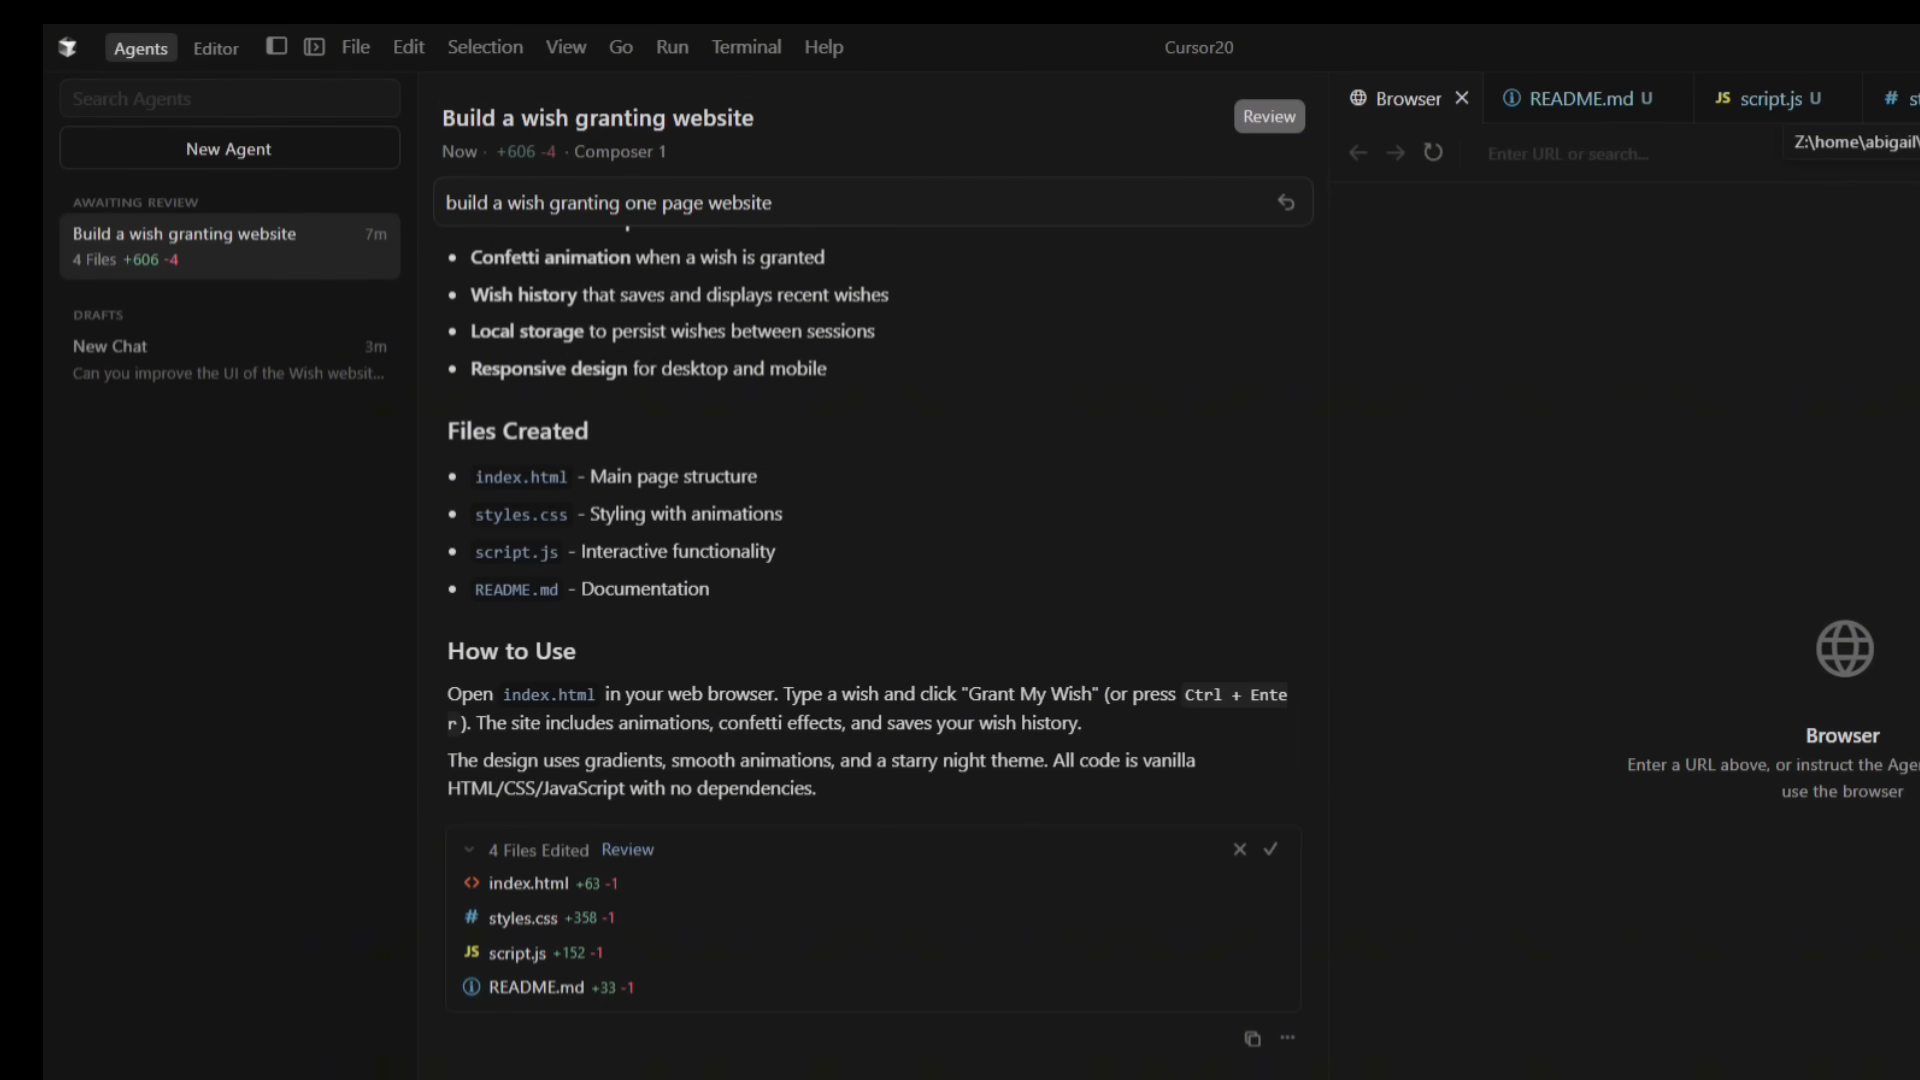 Agents Editor File Edit Selection View Go Run Terminal Help
Cursor20
Search Agents
New Agent
AWAITING REVIEW
Build a wish granting website 7m
4 Files +606 -4
DRAFTS
New Chat 3m
Can you improve the UI of the Wish websit...
Build a wish granting website
Review
Now · +606 -4 · Composer 1
build a wish granting one page website
• Confetti animation when a wish is granted
• Wish history that saves and displays recent wishes
• Local storage to persist wishes between sessions
• Responsive design for desktop and mobile
Files Created
• index.html - Main page structure
• styles.css - Styling with animations
• script.js - Interactive functionality
• README.md - Documentation
How to Use
Open index.html in your web browser. Type a wish and click "Grant My Wish" (or press Ctrl + Ente
r). The site includes animations, confetti effects, and saves your wish history.
The design uses gradients, smooth animations, and a starry night theme. All code is vanilla
HTML/CSS/JavaScript with no dependencies.
4 Files Edited Review
<> index.html +63 -1
# styles.css +358 -1
JS script.js +152 -1
README.md +33 -1
Browser README.md U JS script.js U # st
Z:\home\abigail\
Enter URL or search...
Browser
Enter a URL above, or instruct the Age
use the browser